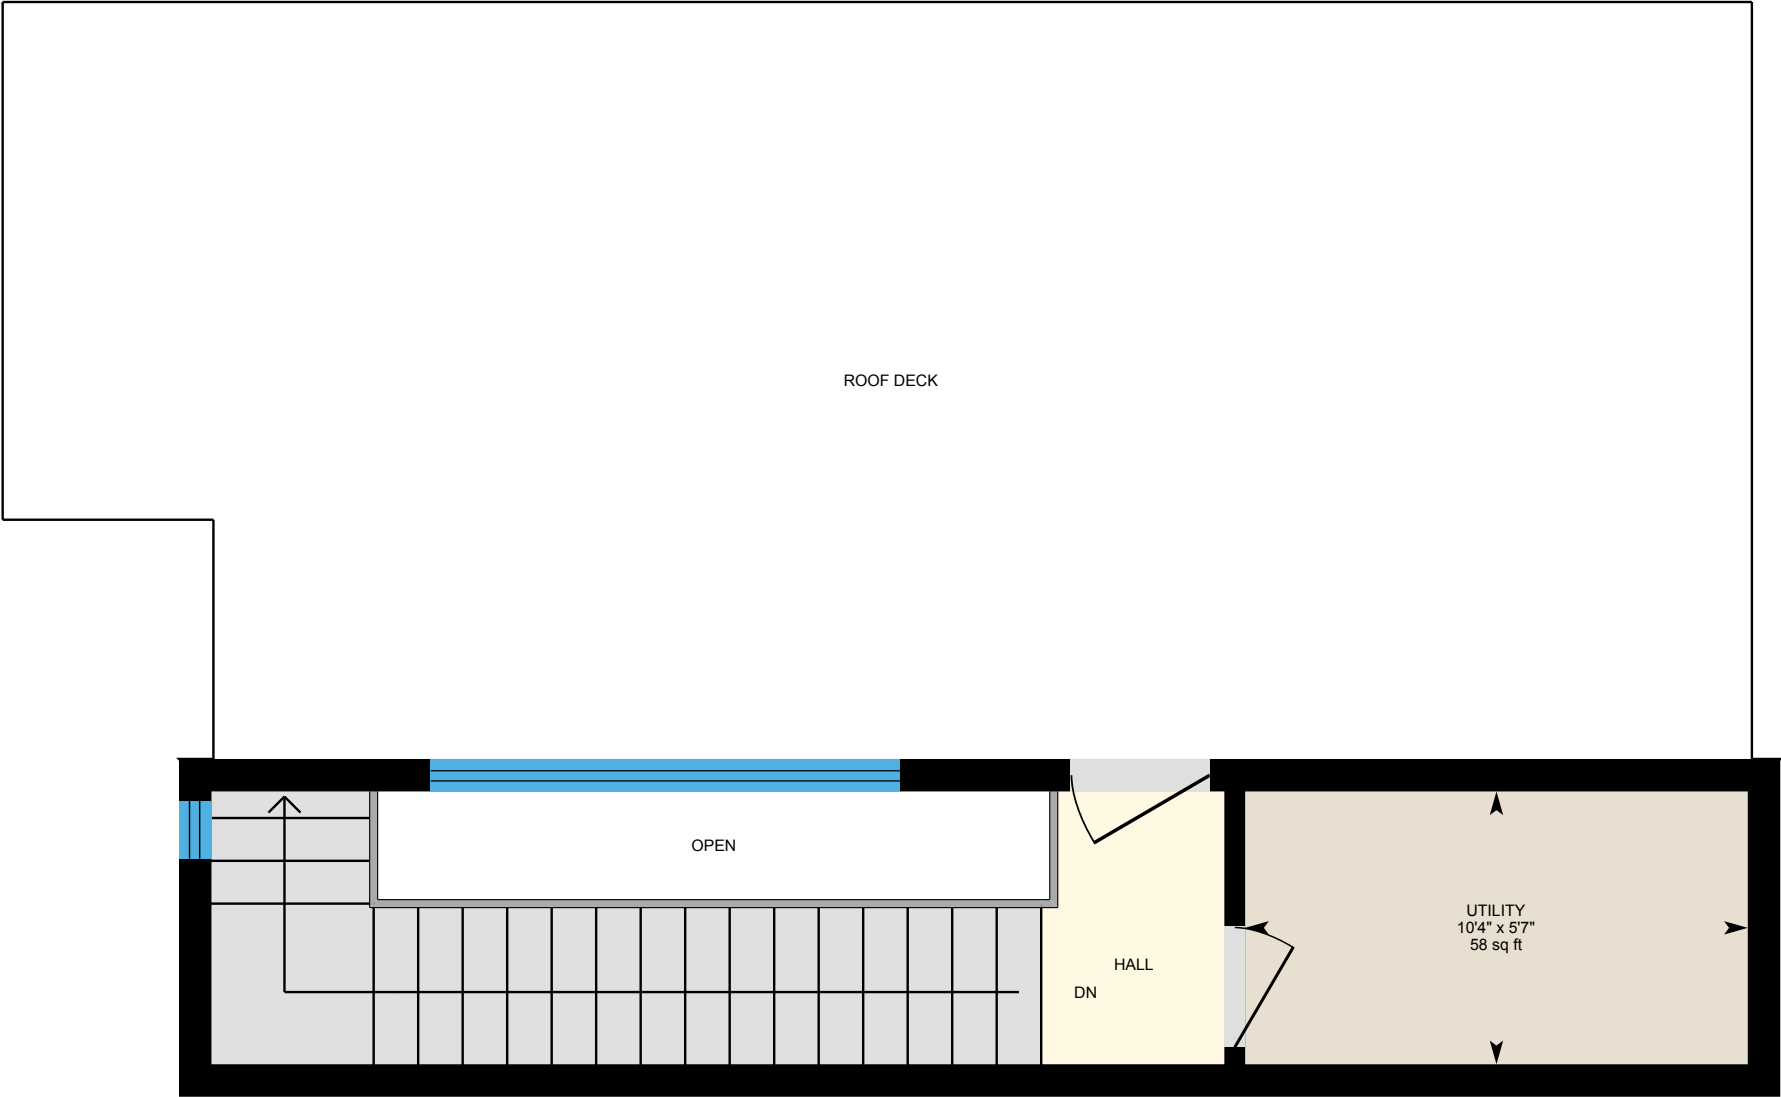 ROOF DECK
OPEN
UTILITY
10'4" x 5'7"
58 sq ft
HALL
DN